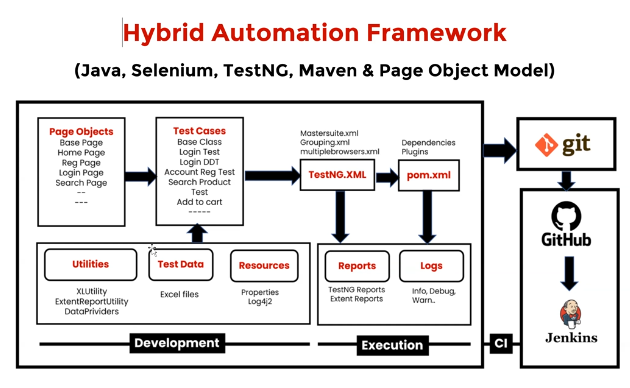 Hybrid Automation Framework
(Java, Selenium, TestNG, Maven & Page Object Model)
Page Objects
Base Page
Home Page
Reg Page
Login Page
Search Page
--
---
Test Cases
Base Class
Login Test
Login DDT
Account Reg Test
Search Product
Test
Add to cart
-----
Mastersuite.xml
Grouping.xml
multiplebrowsers.xml
TestNG.XML
Dependencies
Plugins
pom.xml
git
Utilities
XLUtility
ExtentReportUtility
DataProviders
Test Data
Excel files
Resources
Properties
Log4j2
Reports
TestNG Reports
Extent Reports
Logs
Info, Debug,
Warn..
GitHub
Jenkins
Development
Execution
CI